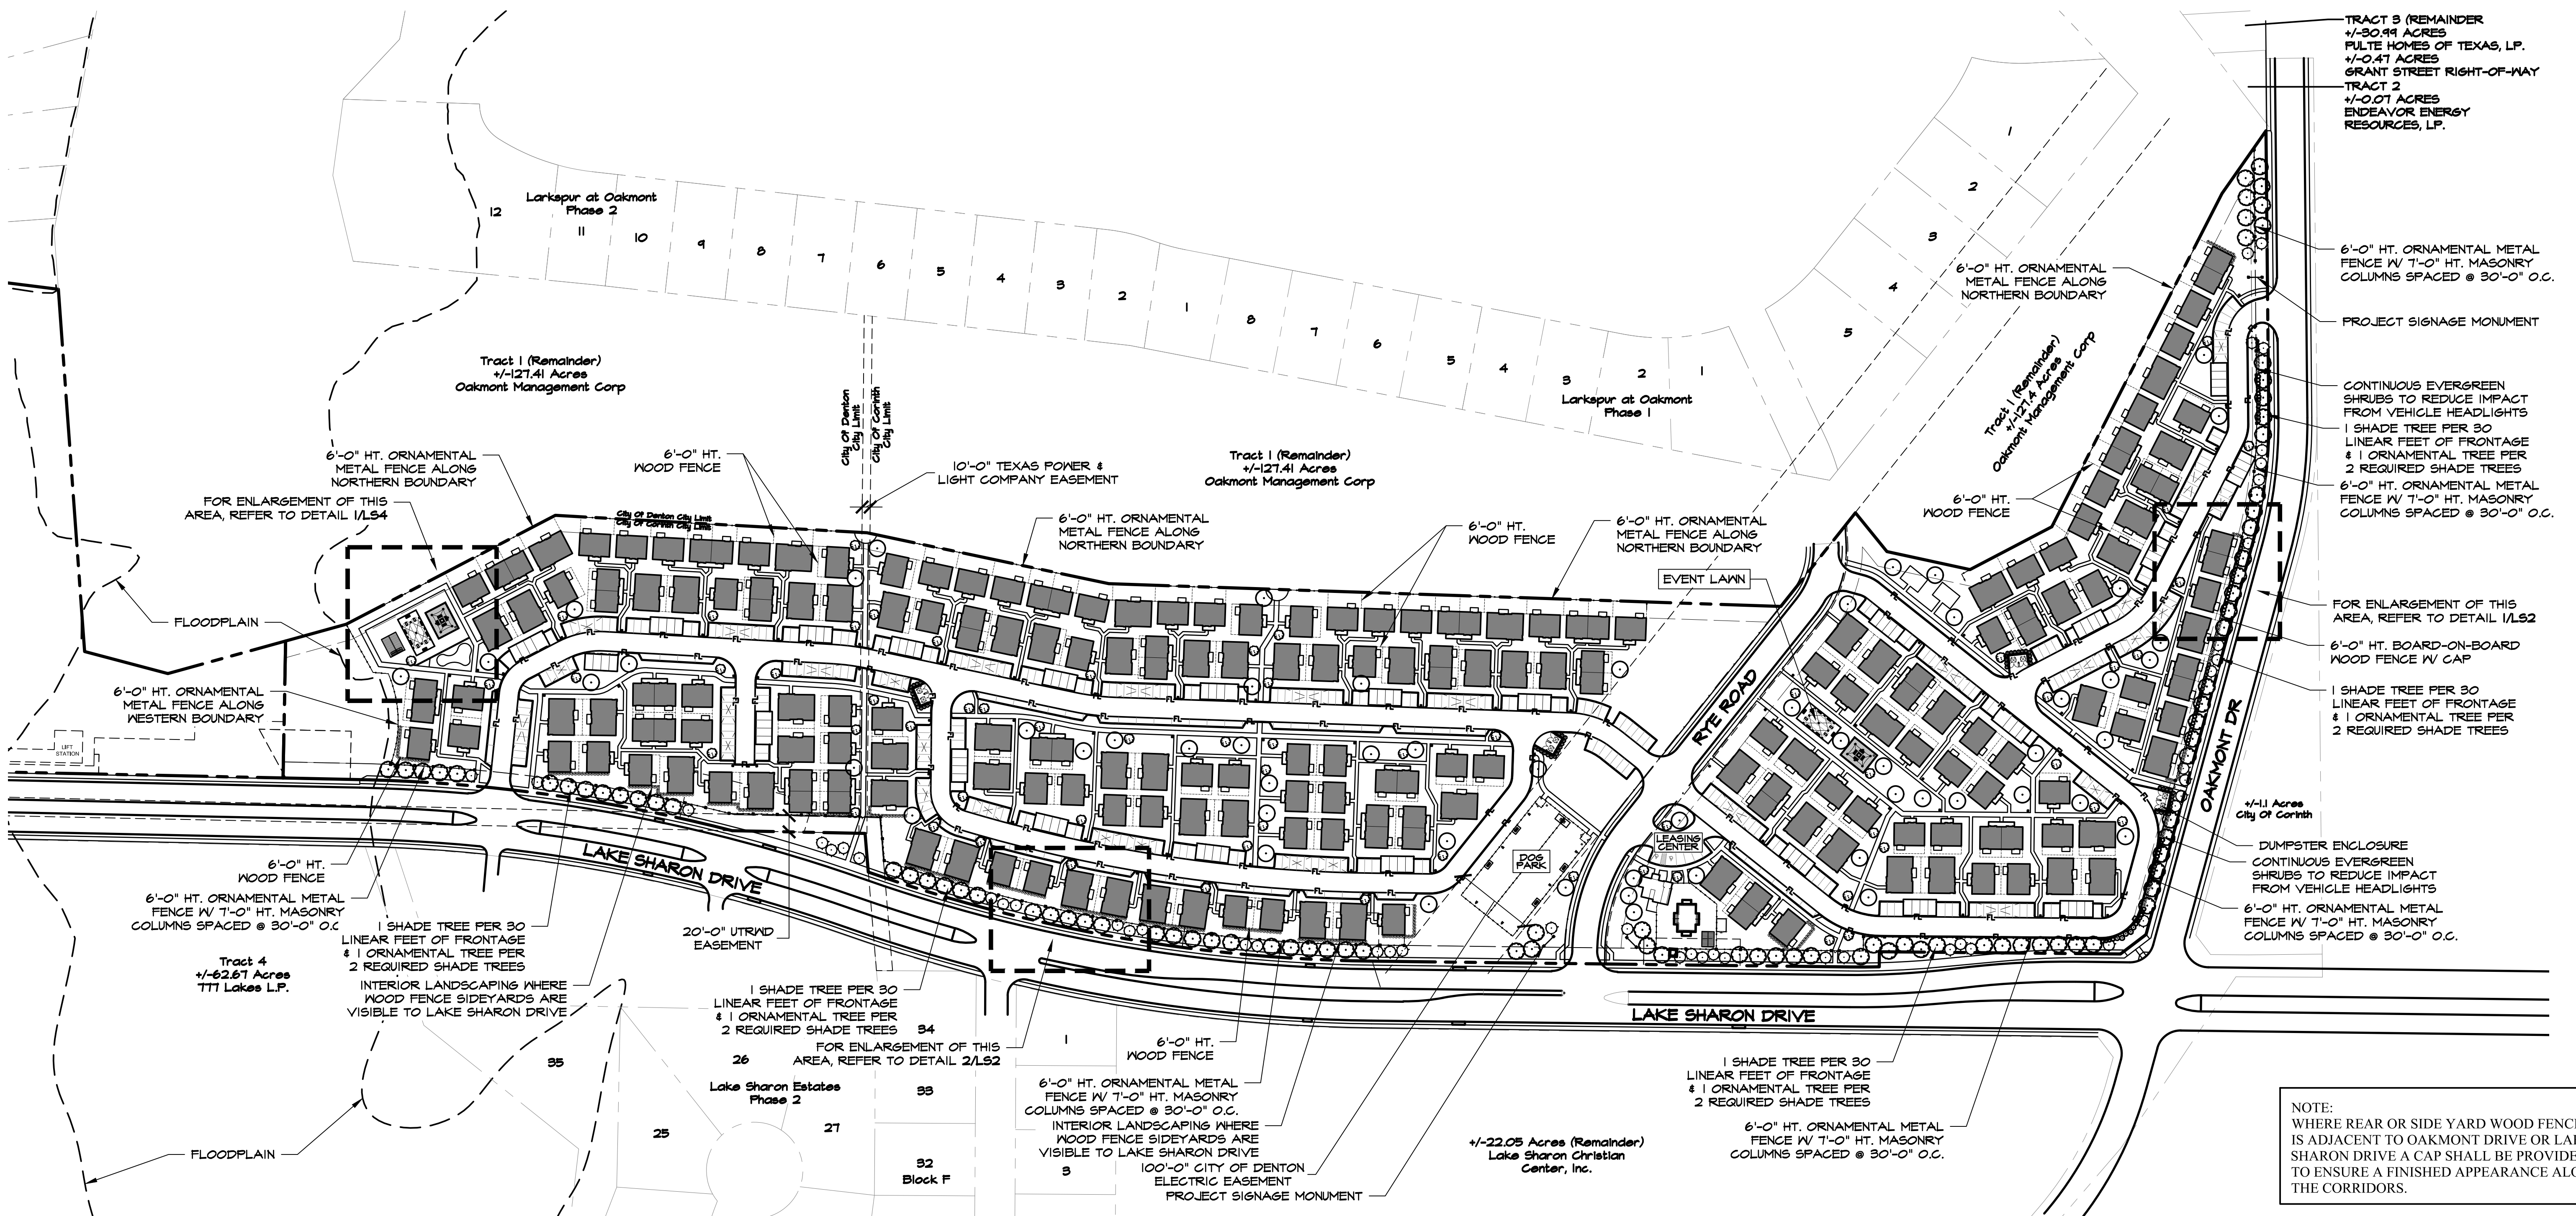 TRACT 3 (REMAINDER
+/-30.99 ACRES
PULTE HOMES OF TEXAS, LP.
+/-0.47 ACRES
GRANT STREET RIGHT-OF-WAY
TRACT 2
+/-0.07 ACRES
ENDEAVOR ENERGY
RESOURCES, LP.
Larkspur at Oakmont
Phase 2
12
11
10
9
8
7
6
5
4
3
2
1
8
7
6
5
4
3
2
1
Larkspur at Oakmont
Phase 1
1
2
3
4
5
Tract 1 (Remainder)
+/-127.41 Acres
Oakmont Management Corp
City Of Denton
City Limit
City Of Corinth
City Limit
Tract 1 (Remainder)
+/-127.41 Acres
Oakmont Management Corp
Tract 1 (Remainder)
+/-127.4 Acres
Oakmont Management Corp
6'-0" HT. ORNAMENTAL
METAL FENCE ALONG
NORTHERN BOUNDARY
6'-0" HT. ORNAMENTAL METAL
FENCE W/ 7'-0" HT. MASONRY
COLUMNS SPACED @ 30'-0" O.C.
PROJECT SIGNAGE MONUMENT
CONTINUOUS EVERGREEN
SHRUBS TO REDUCE IMPACT
FROM VEHICLE HEADLIGHTS
1 SHADE TREE PER 30
LINEAR FEET OF FRONTAGE
& 1 ORNAMENTAL TREE PER
2 REQUIRED SHADE TREES
6'-0" HT. ORNAMENTAL METAL
FENCE W/ 7'-0" HT. MASONRY
COLUMNS SPACED @ 30'-0" O.C.
6'-0" HT.
WOOD FENCE
6'-0" HT. ORNAMENTAL
METAL FENCE ALONG
NORTHERN BOUNDARY
FOR ENLARGEMENT OF THIS
AREA, REFER TO DETAIL 1/LS4
6'-0" HT.
WOOD FENCE
10'-0" TEXAS POWER &
LIGHT COMPANY EASEMENT
City Of Denton City Limit
City Of Corinth City Limit
6'-0" HT. ORNAMENTAL
METAL FENCE ALONG
NORTHERN BOUNDARY
6'-0" HT.
WOOD FENCE
6'-0" HT. ORNAMENTAL
METAL FENCE ALONG
NORTHERN BOUNDARY
EVENT LAWN
FLOODPLAIN
6'-0" HT. ORNAMENTAL
METAL FENCE ALONG
WESTERN BOUNDARY
LIFT
STATION
FOR ENLARGEMENT OF THIS
AREA, REFER TO DETAIL 1/LS2
6'-0" HT. BOARD-ON-BOARD
WOOD FENCE W/ CAP
1 SHADE TREE PER 30
LINEAR FEET OF FRONTAGE
& 1 ORNAMENTAL TREE PER
2 REQUIRED SHADE TREES
RYE ROAD
OAKMONT DR
+/-1.1 Acres
City Of Corinth
DUMPSTER ENCLOSURE
CONTINUOUS EVERGREEN
SHRUBS TO REDUCE IMPACT
FROM VEHICLE HEADLIGHTS
6'-0" HT. ORNAMENTAL METAL
FENCE W/ 7'-0" HT. MASONRY
COLUMNS SPACED @ 30'-0" O.C.
LEASING
CENTER
DOG
PARK
LAKE SHARON DRIVE
LAKE SHARON DRIVE
6'-0" HT.
WOOD FENCE
6'-0" HT. ORNAMENTAL METAL
FENCE W/ 7'-0" HT. MASONRY
COLUMNS SPACED @ 30'-0" O.C
1 SHADE TREE PER 30
LINEAR FEET OF FRONTAGE
& 1 ORNAMENTAL TREE PER
2 REQUIRED SHADE TREES
INTERIOR LANDSCAPING WHERE
WOOD FENCE SIDEYARDS ARE
VISIBLE TO LAKE SHARON DRIVE
Tract 4
+/-62.67 Acres
777 Lakes L.P.
20'-0" UTRWD
EASEMENT
1 SHADE TREE PER 30
LINEAR FEET OF FRONTAGE
& 1 ORNAMENTAL TREE PER
2 REQUIRED SHADE TREES
FOR ENLARGEMENT OF THIS
AREA, REFER TO DETAIL 2/LS2
34
35
26
Lake Sharon Estates
Phase 2
33
25
27
32
Block F
1
3
6'-0" HT.
WOOD FENCE
6'-0" HT. ORNAMENTAL METAL
FENCE W/ 7'-0" HT. MASONRY
COLUMNS SPACED @ 30'-0" O.C.
INTERIOR LANDSCAPING WHERE
WOOD FENCE SIDEYARDS ARE
VISIBLE TO LAKE SHARON DRIVE
100'-0" CITY OF DENTON
ELECTRIC EASEMENT
PROJECT SIGNAGE MONUMENT
+/-22.05 Acres (Remainder)
Lake Sharon Christian
Center, Inc.
1 SHADE TREE PER 30
LINEAR FEET OF FRONTAGE
& 1 ORNAMENTAL TREE PER
2 REQUIRED SHADE TREES
6'-0" HT. ORNAMENTAL METAL
FENCE W/ 7'-0" HT. MASONRY
COLUMNS SPACED @ 30'-0" O.C.
FLOODPLAIN
NOTE:
WHERE REAR OR SIDE YARD WOOD FENC
IS ADJACENT TO OAKMONT DRIVE OR LA
SHARON DRIVE A CAP SHALL BE PROVIDE
TO ENSURE A FINISHED APPEARANCE ALO
THE CORRIDORS.